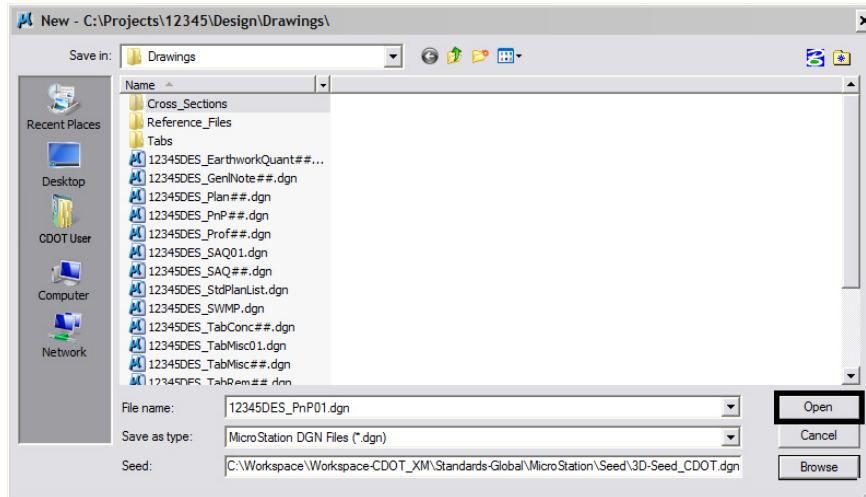 New - C:\Projects\12345\Design\Drawings\
Save in: Drawings
Name
Recent Places
Desktop
CDOT User
Computer
Network
Cross_Sections
Reference_Files
Tabs
12345DES_EarthworkQuant##...
12345DES_GenlNote##.dgn
12345DES_Plan##.dgn
12345DES_PnP##.dgn
12345DES_Prof##.dgn
12345DES_SAQ01.dgn
12345DES_SAQ##.dgn
12345DES_StdPlanList.dgn
12345DES_SWMP.dgn
12345DES_TabConc##.dgn
12345DES_TabMisc01.dgn
12345DES_TabMisc##.dgn
12345DES_TabRem##.dgn
File name: 12345DES_PnP01.dgn Open
Save as type: MicroStation DGN Files (*.dgn) Cancel
Seed: C:\Workspace\Workspace-CDOT_XM\Standards-Global\MicroStation\Seed\3D-Seed_CDOT.dgn Browse